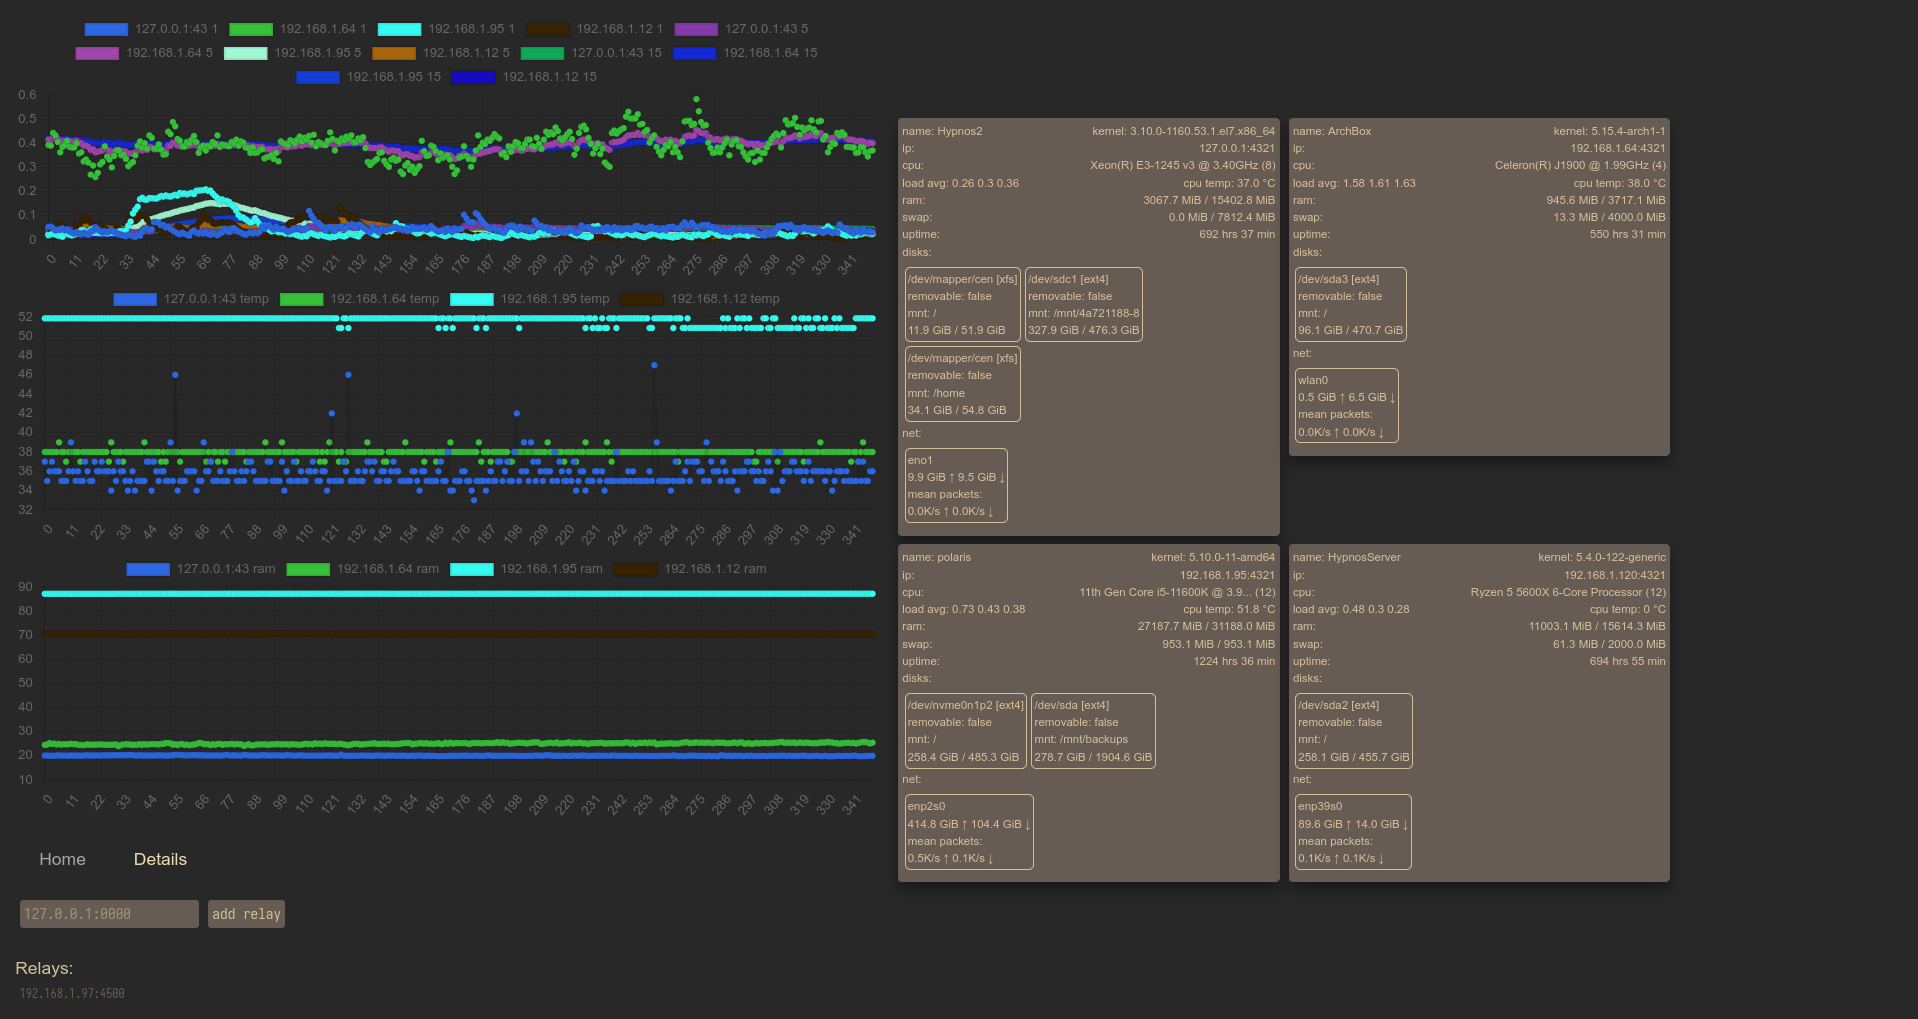 127.0.0.1:43 1 192.168.1.64 1 192.168.1.95 1 192.168.1.12 1 127.0.0.1:43 5
192.168.1.64 5 192.168.1.95 5 192.168.1.12 5 127.0.0.1:43 15 192.168.1.64 15
192.168.1.95 15 192.168.1.12 15
0.6
0.5
0.4
0.3
0.2
0.1
0
0 11 22 33 44 55 66 77 88 99 110 121 132 143 154 165 176 187 198 209 220 231 242 253 264 275 286 297 308 319 330 341
127.0.0.1:43 temp 192.168.1.64 temp 192.168.1.95 temp 192.168.1.12 temp
52
50
48
46
44
42
40
38
36
34
32
0 11 22 33 44 55 66 77 88 99 110 121 132 143 154 165 176 187 198 209 220 231 242 253 264 275 286 297 308 319 330 341
127.0.0.1:43 ram 192.168.1.64 ram 192.168.1.95 ram 192.168.1.12 ram
90
80
70
60
50
40
30
20
10
0 11 22 33 44 55 66 77 88 99 110 121 132 143 154 165 176 187 198 209 220 231 242 253 264 275 286 297 308 319 330 341
Home Details
127.0.0.1:0000 add relay
Relays:
192.168.1.97:4500
name: Hypnos2 kernel: 3.10.0-1160.53.1.el7.x86_64
ip: 127.0.0.1:4321
cpu: Xeon(R) E3-1245 v3 @ 3.40GHz (8)
load avg: 0.26 0.3 0.36 cpu temp: 37.0 °C
ram: 3067.7 MiB / 15402.8 MiB
swap: 0.0 MiB / 7812.4 MiB
uptime: 692 hrs 37 min
disks:
/dev/mapper/cen [xfs]
removable: false
mnt: /
11.9 GiB / 51.9 GiB
/dev/sdc1 [ext4]
removable: false
mnt: /mnt/4a721188-8
327.9 GiB / 476.3 GiB
/dev/mapper/cen [xfs]
removable: false
mnt: /home
34.1 GiB / 54.8 GiB
net:
eno1
9.9 GiB ↑ 9.5 GiB ↓
mean packets:
0.0K/s ↑ 0.0K/s ↓
name: ArchBox kernel: 5.15.4-arch1-1
ip: 192.168.1.64:4321
cpu: Celeron(R) J1900 @ 1.99GHz (4)
load avg: 1.58 1.61 1.63 cpu temp: 38.0 °C
ram: 945.6 MiB / 3717.1 MiB
swap: 13.3 MiB / 4000.0 MiB
uptime: 550 hrs 31 min
disks:
/dev/sda3 [ext4]
removable: false
mnt: /
96.1 GiB / 470.7 GiB
net:
wlan0
0.5 GiB ↑ 6.5 GiB ↓
mean packets:
0.0K/s ↑ 0.0K/s ↓
name: polaris kernel: 5.10.0-11-amd64
ip: 192.168.1.95:4321
cpu: 11th Gen Core i5-11600K @ 3.9... (12)
load avg: 0.73 0.43 0.38 cpu temp: 51.8 °C
ram: 27187.7 MiB / 31188.0 MiB
swap: 953.1 MiB / 953.1 MiB
uptime: 1224 hrs 36 min
disks:
/dev/nvme0n1p2 [ext4]
removable: false
mnt: /
258.4 GiB / 485.3 GiB
/dev/sda [ext4]
removable: false
mnt: /mnt/backups
278.7 GiB / 1904.6 GiB
net:
enp2s0
414.8 GiB ↑ 104.4 GiB ↓
mean packets:
0.5K/s ↑ 0.1K/s ↓
name: HypnosServer kernel: 5.4.0-122-generic
ip: 192.168.1.120:4321
cpu: Ryzen 5 5600X 6-Core Processor (12)
load avg: 0.48 0.3 0.28 cpu temp: 0 °C
ram: 11003.1 MiB / 15614.3 MiB
swap: 61.3 MiB / 2000.0 MiB
uptime: 694 hrs 55 min
disks:
/dev/sda2 [ext4]
removable: false
mnt: /
258.1 GiB / 455.7 GiB
net:
enp39s0
89.6 GiB ↑ 14.0 GiB ↓
mean packets:
0.1K/s ↑ 0.1K/s ↓